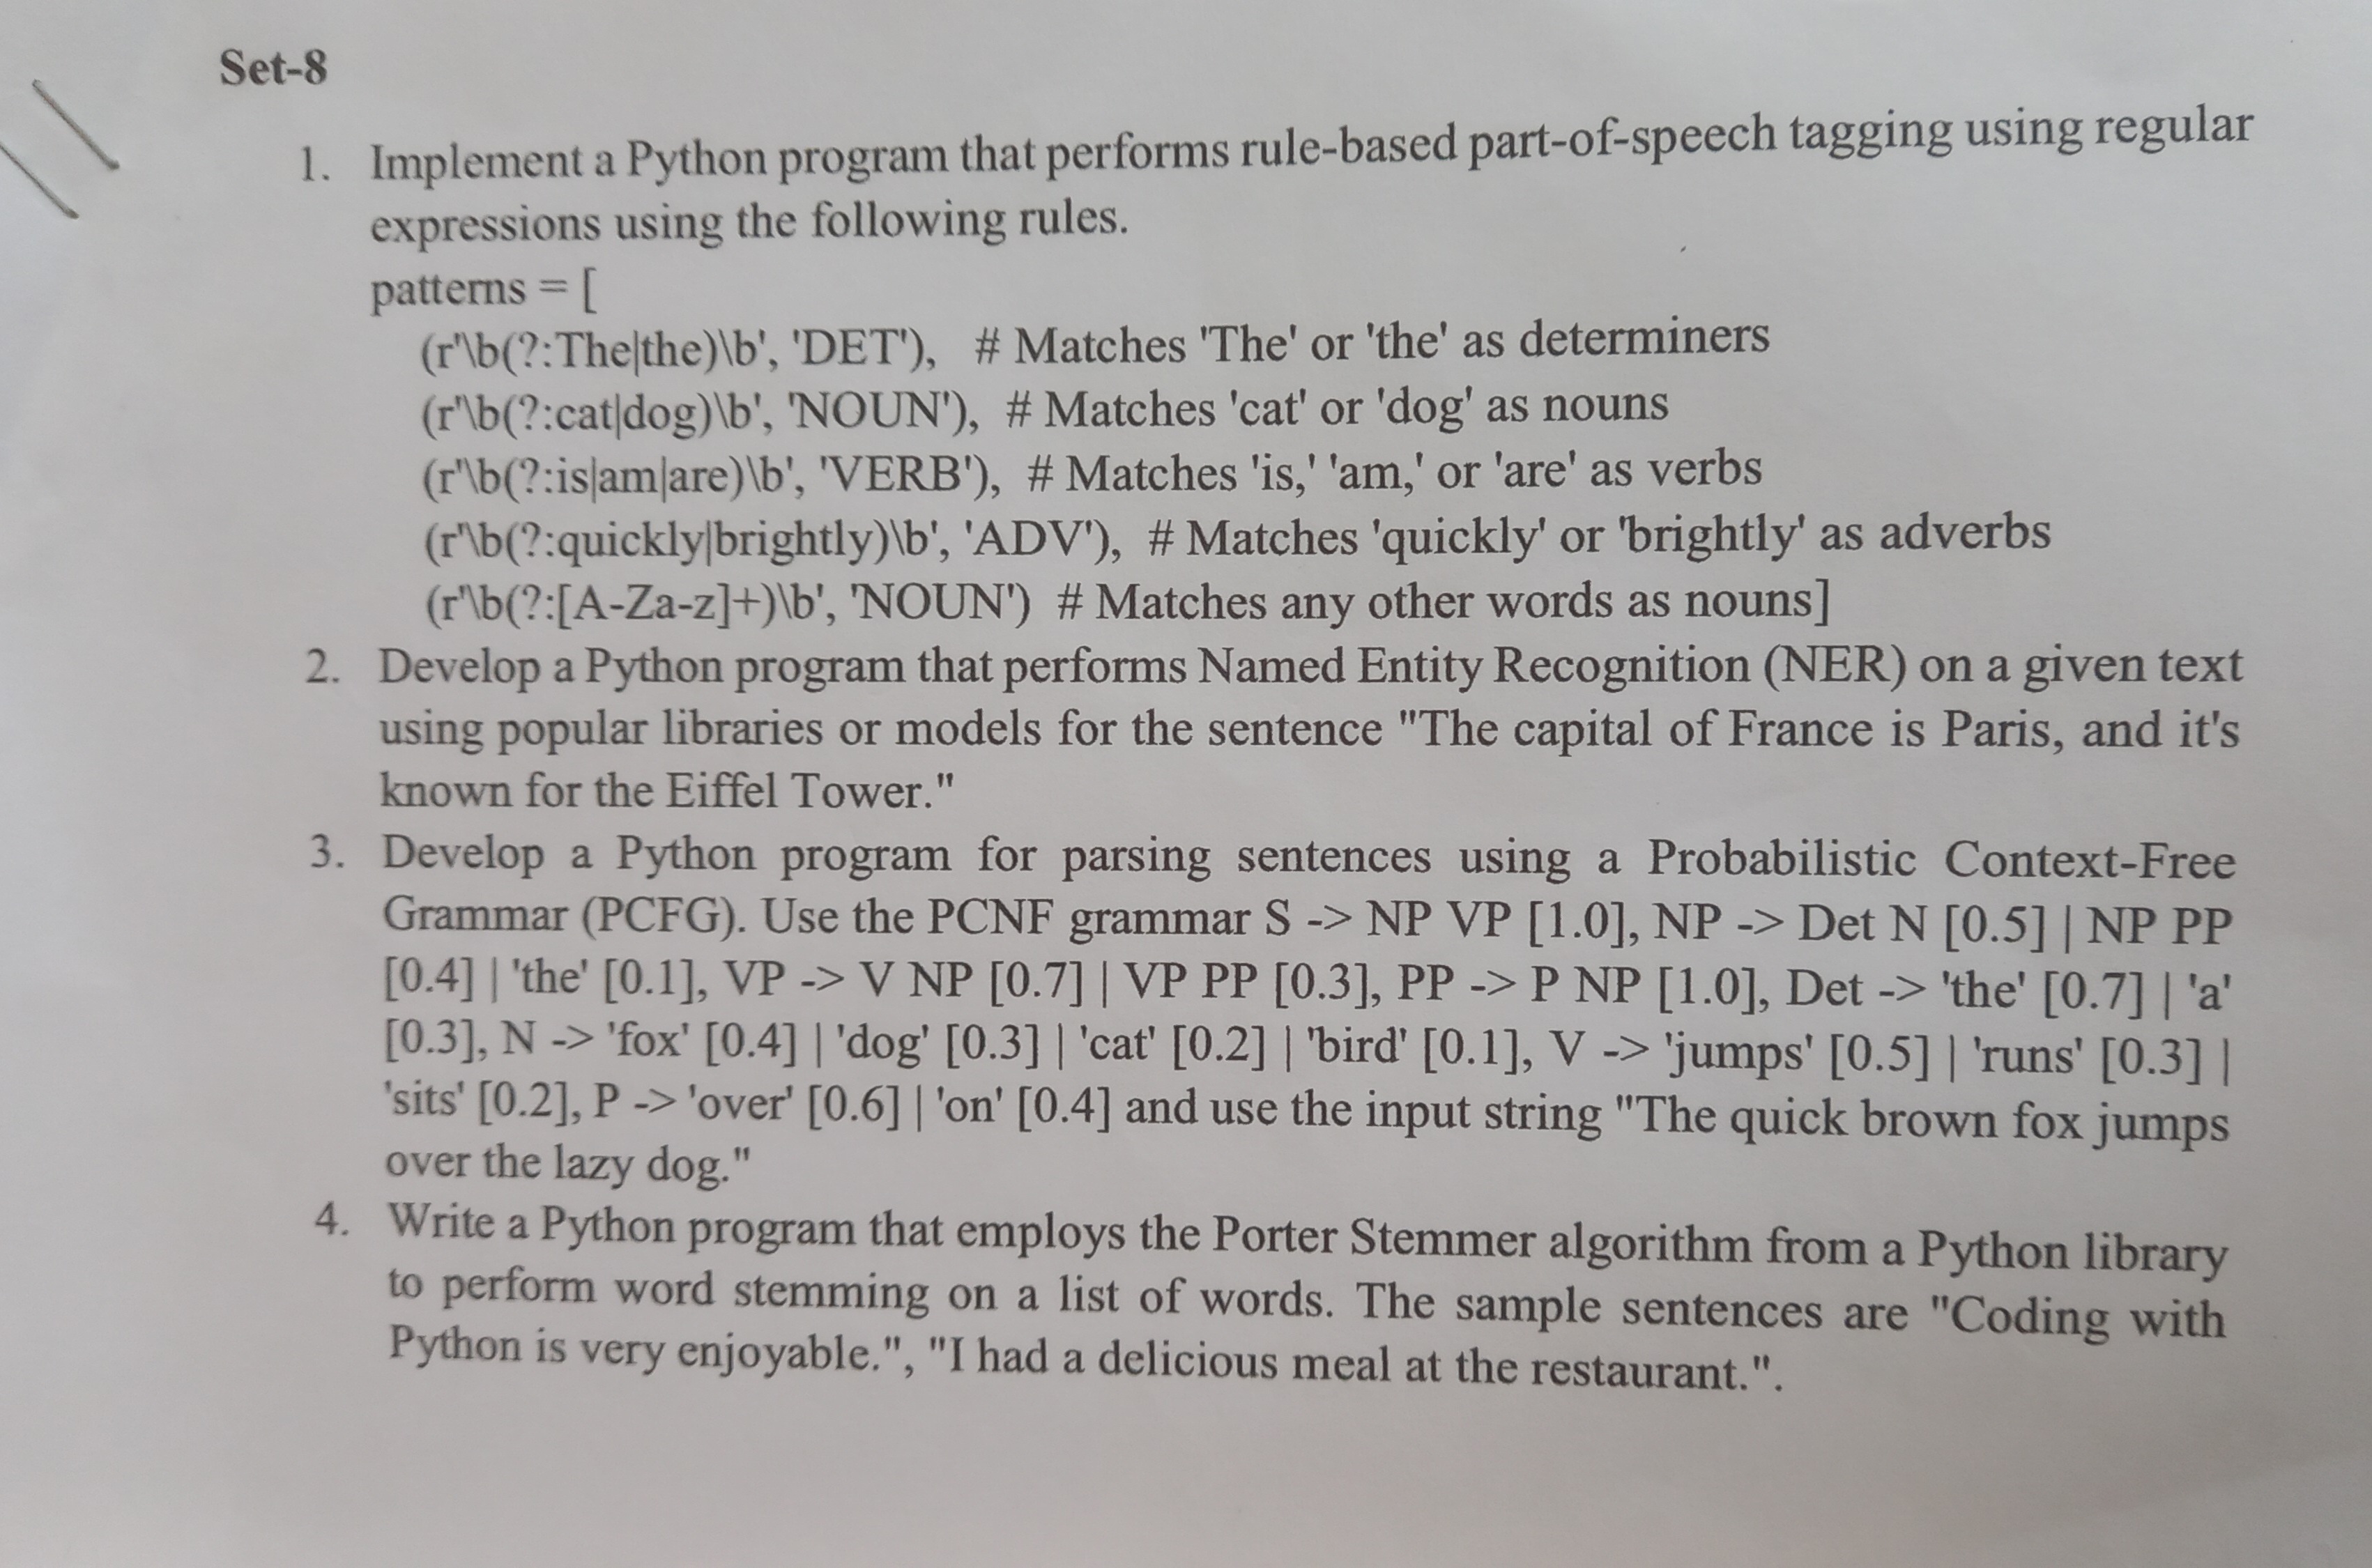 Set-8
1. Implement a Python program that performs rule-based part-of-speech tagging using regular
expressions using the following rules.
patterns = [
(r'\b(?:The|the)\b', 'DET'), # Matches 'The' or 'the' as determiners
(r'\b(?:cat|dog)\b', 'NOUN'), # Matches 'cat' or 'dog' as nouns
(r'\b(?:is|am|are)\b', 'VERB'), # Matches 'is,' 'am,' or 'are' as verbs
(r'\b(?:quickly|brightly)\b', 'ADV'), # Matches 'quickly' or 'brightly' as adverbs
(r'\b(?:[A-Za-z]+)\b', 'NOUN') # Matches any other words as nouns]
2. Develop a Python program that performs Named Entity Recognition (NER) on a given text
using popular libraries or models for the sentence "The capital of France is Paris, and it's
known for the Eiffel Tower."
3. Develop a Python program for parsing sentences using a Probabilistic Context-Free
Grammar (PCFG). Use the PCNF grammar S -> NP VP [1.0], NP -> Det N [0.5] | NP PP
[0.4] | 'the' [0.1], VP -> V NP [0.7] | VP PP [0.3], PP -> P NP [1.0], Det -> 'the' [0.7] | 'a'
[0.3], N -> 'fox' [0.4] | 'dog' [0.3] | 'cat' [0.2] | 'bird' [0.1], V -> 'jumps' [0.5] | 'runs' [0.3] |
'sits' [0.2], P -> 'over' [0.6] | 'on' [0.4] and use the input string "The quick brown fox jumps
over the lazy dog."
4. Write a Python program that employs the Porter Stemmer algorithm from a Python library
to perform word stemming on a list of words. The sample sentences are "Coding with
Python is very enjoyable.", "I had a delicious meal at the restaurant.".